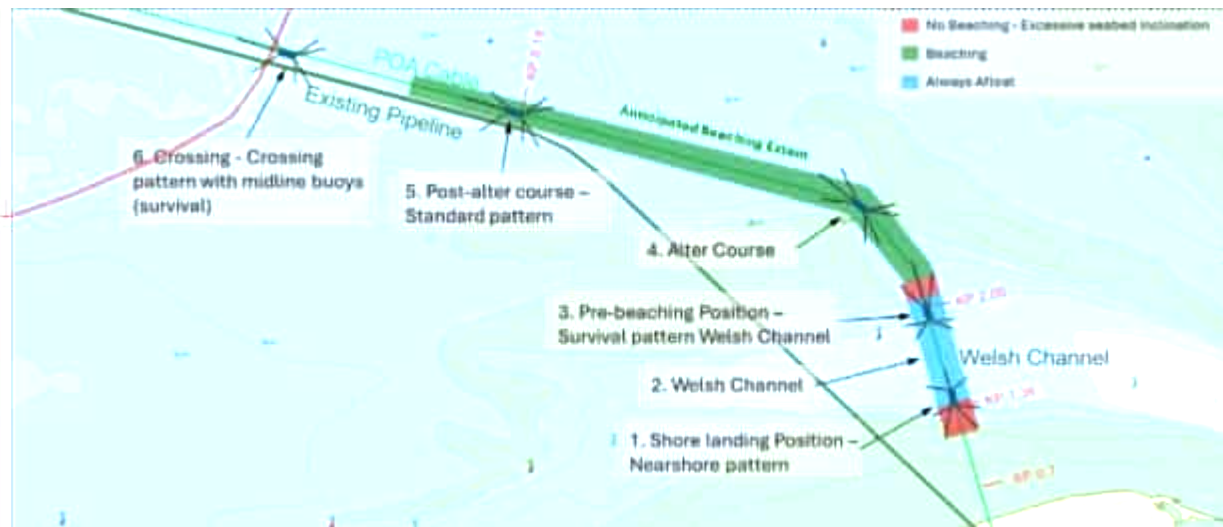 No Beaching - Excessive seabed inclination
Beaching
Always Afloat
POA Cable
Existing Pipeline
Anticipated Beaching Extent
6. Crossing - Crossing
pattern with midline buoys
(survival)
5. Post-alter course –
Standard pattern
4. Alter Course
3. Pre-beaching Position –
Survival pattern Welsh Channel
KP 2.05
2. Welsh Channel
Welsh Channel
1. Shore landing Position –
Nearshore pattern
KP 0.7